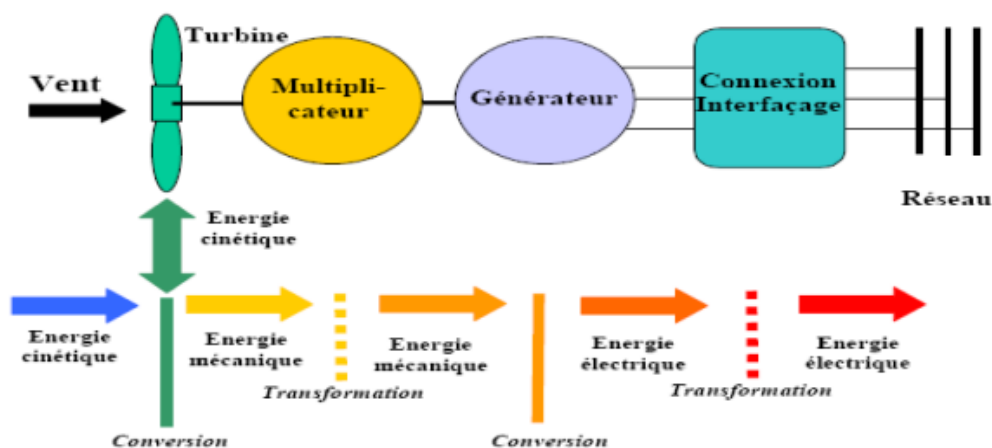 Turbine
Vent
Multipli-
cateur
Générateur
Connexion
Interfaçage
Réseau
Energie
cinétique
Energie
cinétique
Energie
mécanique
Transformation
Energie
mécanique
Energie
électrique
Transformation
Energie
électrique
Conversion
Conversion